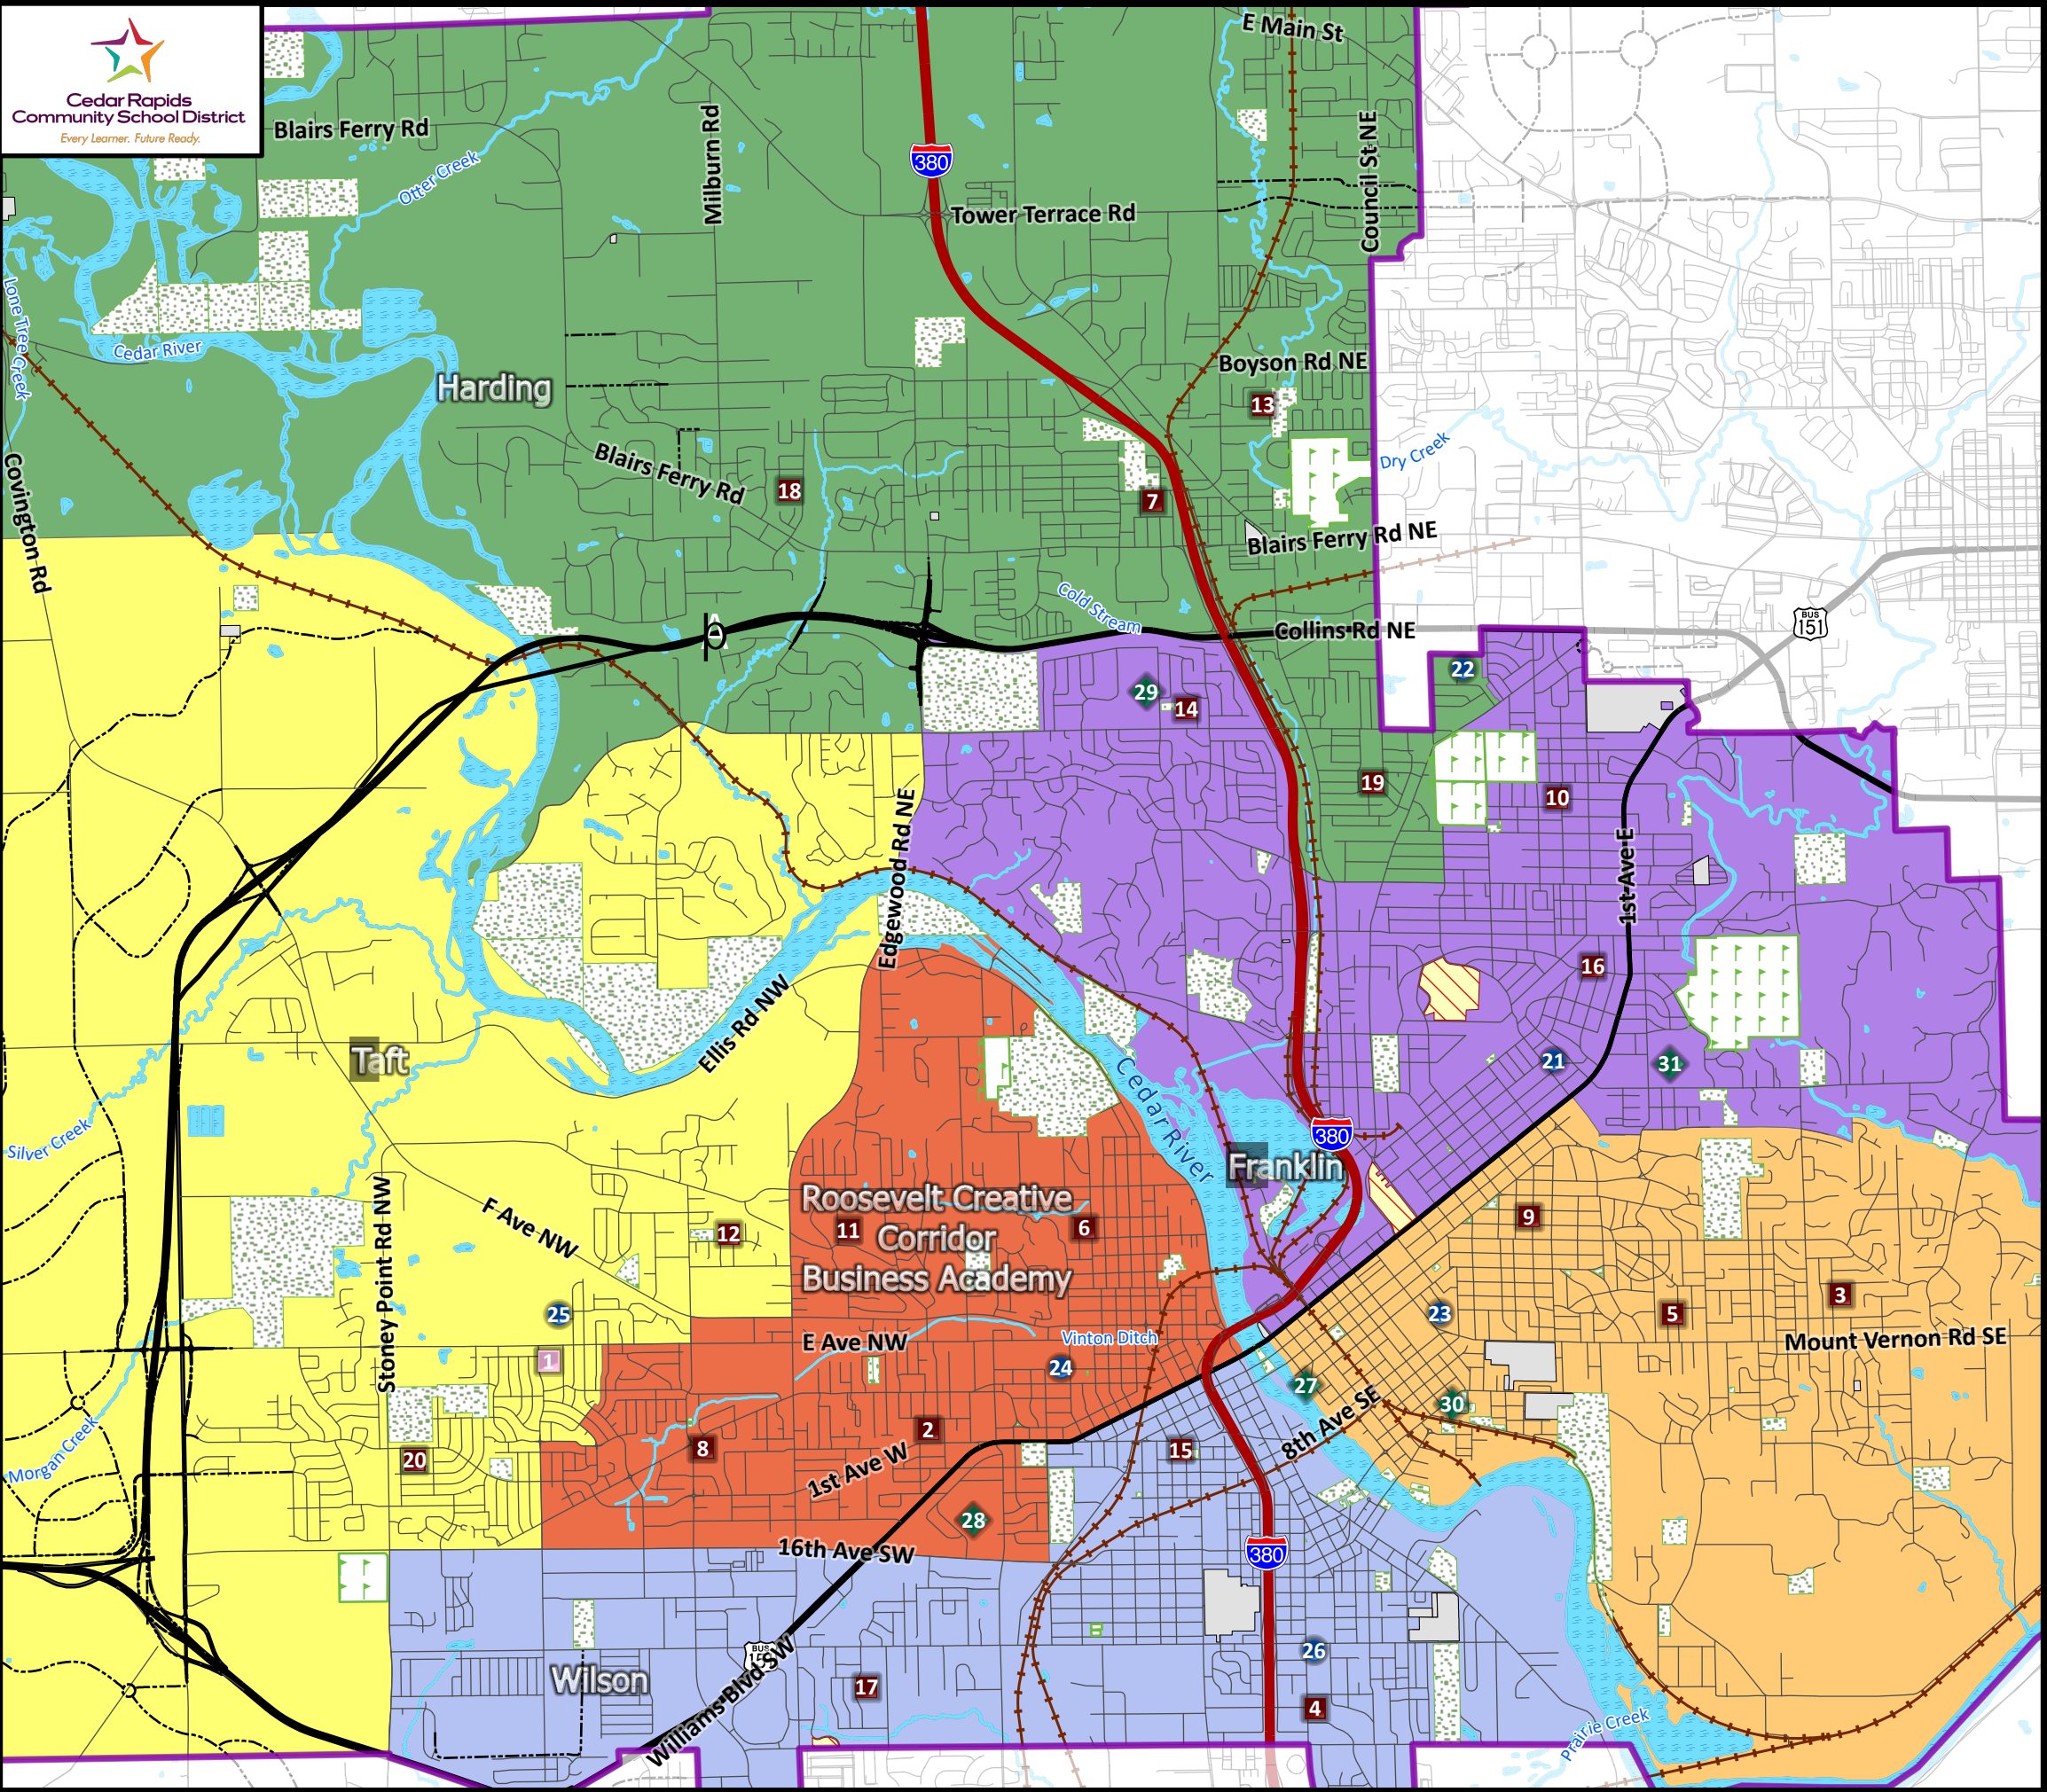 Cedar Rapids
Community School District
Every Learner. Future Ready.
E Main St
Blairs Ferry Rd
Otter Creek
Milburn Rd
380
Council St NE
Tower Terrace Rd
Lone Tree Creek
Cedar River
Harding
Boyson Rd NE
13
Dry Creek
Covington Rd
Blairs Ferry Rd
18
7
Blairs Ferry Rd NE
Cold Stream
Collins Rd NE
BUS
151
22
29
14
19
10
Edgewood Rd NE
1st Ave E
16
Ellis Rd NW
Taft
21
31
Cedar River
380
Silver Creek
Franklin
Stoney Point Rd NW
F Ave NW
12
Roosevelt Creative
Corridor
Business Academy
11
6
9
25
23
5
3
E Ave NW
Vinton Ditch
Mount Vernon Rd SE
1
24
27
30
8th Ave SE
Morgan Creek
20
8
2
15
1st Ave W
28
16th Ave SW
380
BUS
Wilson
Williams Blvd SW
17
26
4
Prairie Creek